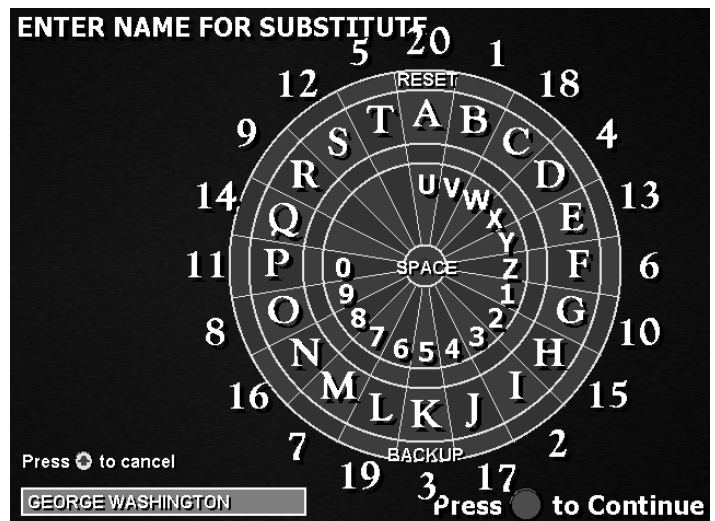 ENTER NAME FOR SUBSTITUTE
20
1
18
4
13
6
10
15
2
17
3
19
7
16
8
11
14
9
12
5
RESET
A
B
C
D
E
F
G
H
I
J
K
L
M
N
O
P
Q
R
S
T
U
V
W
X
Y
Z
1
2
3
4
5
6
7
8
9
0
SPACE
BACKUP
Press to cancel
GEORGE WASHINGTON
Press to Continue